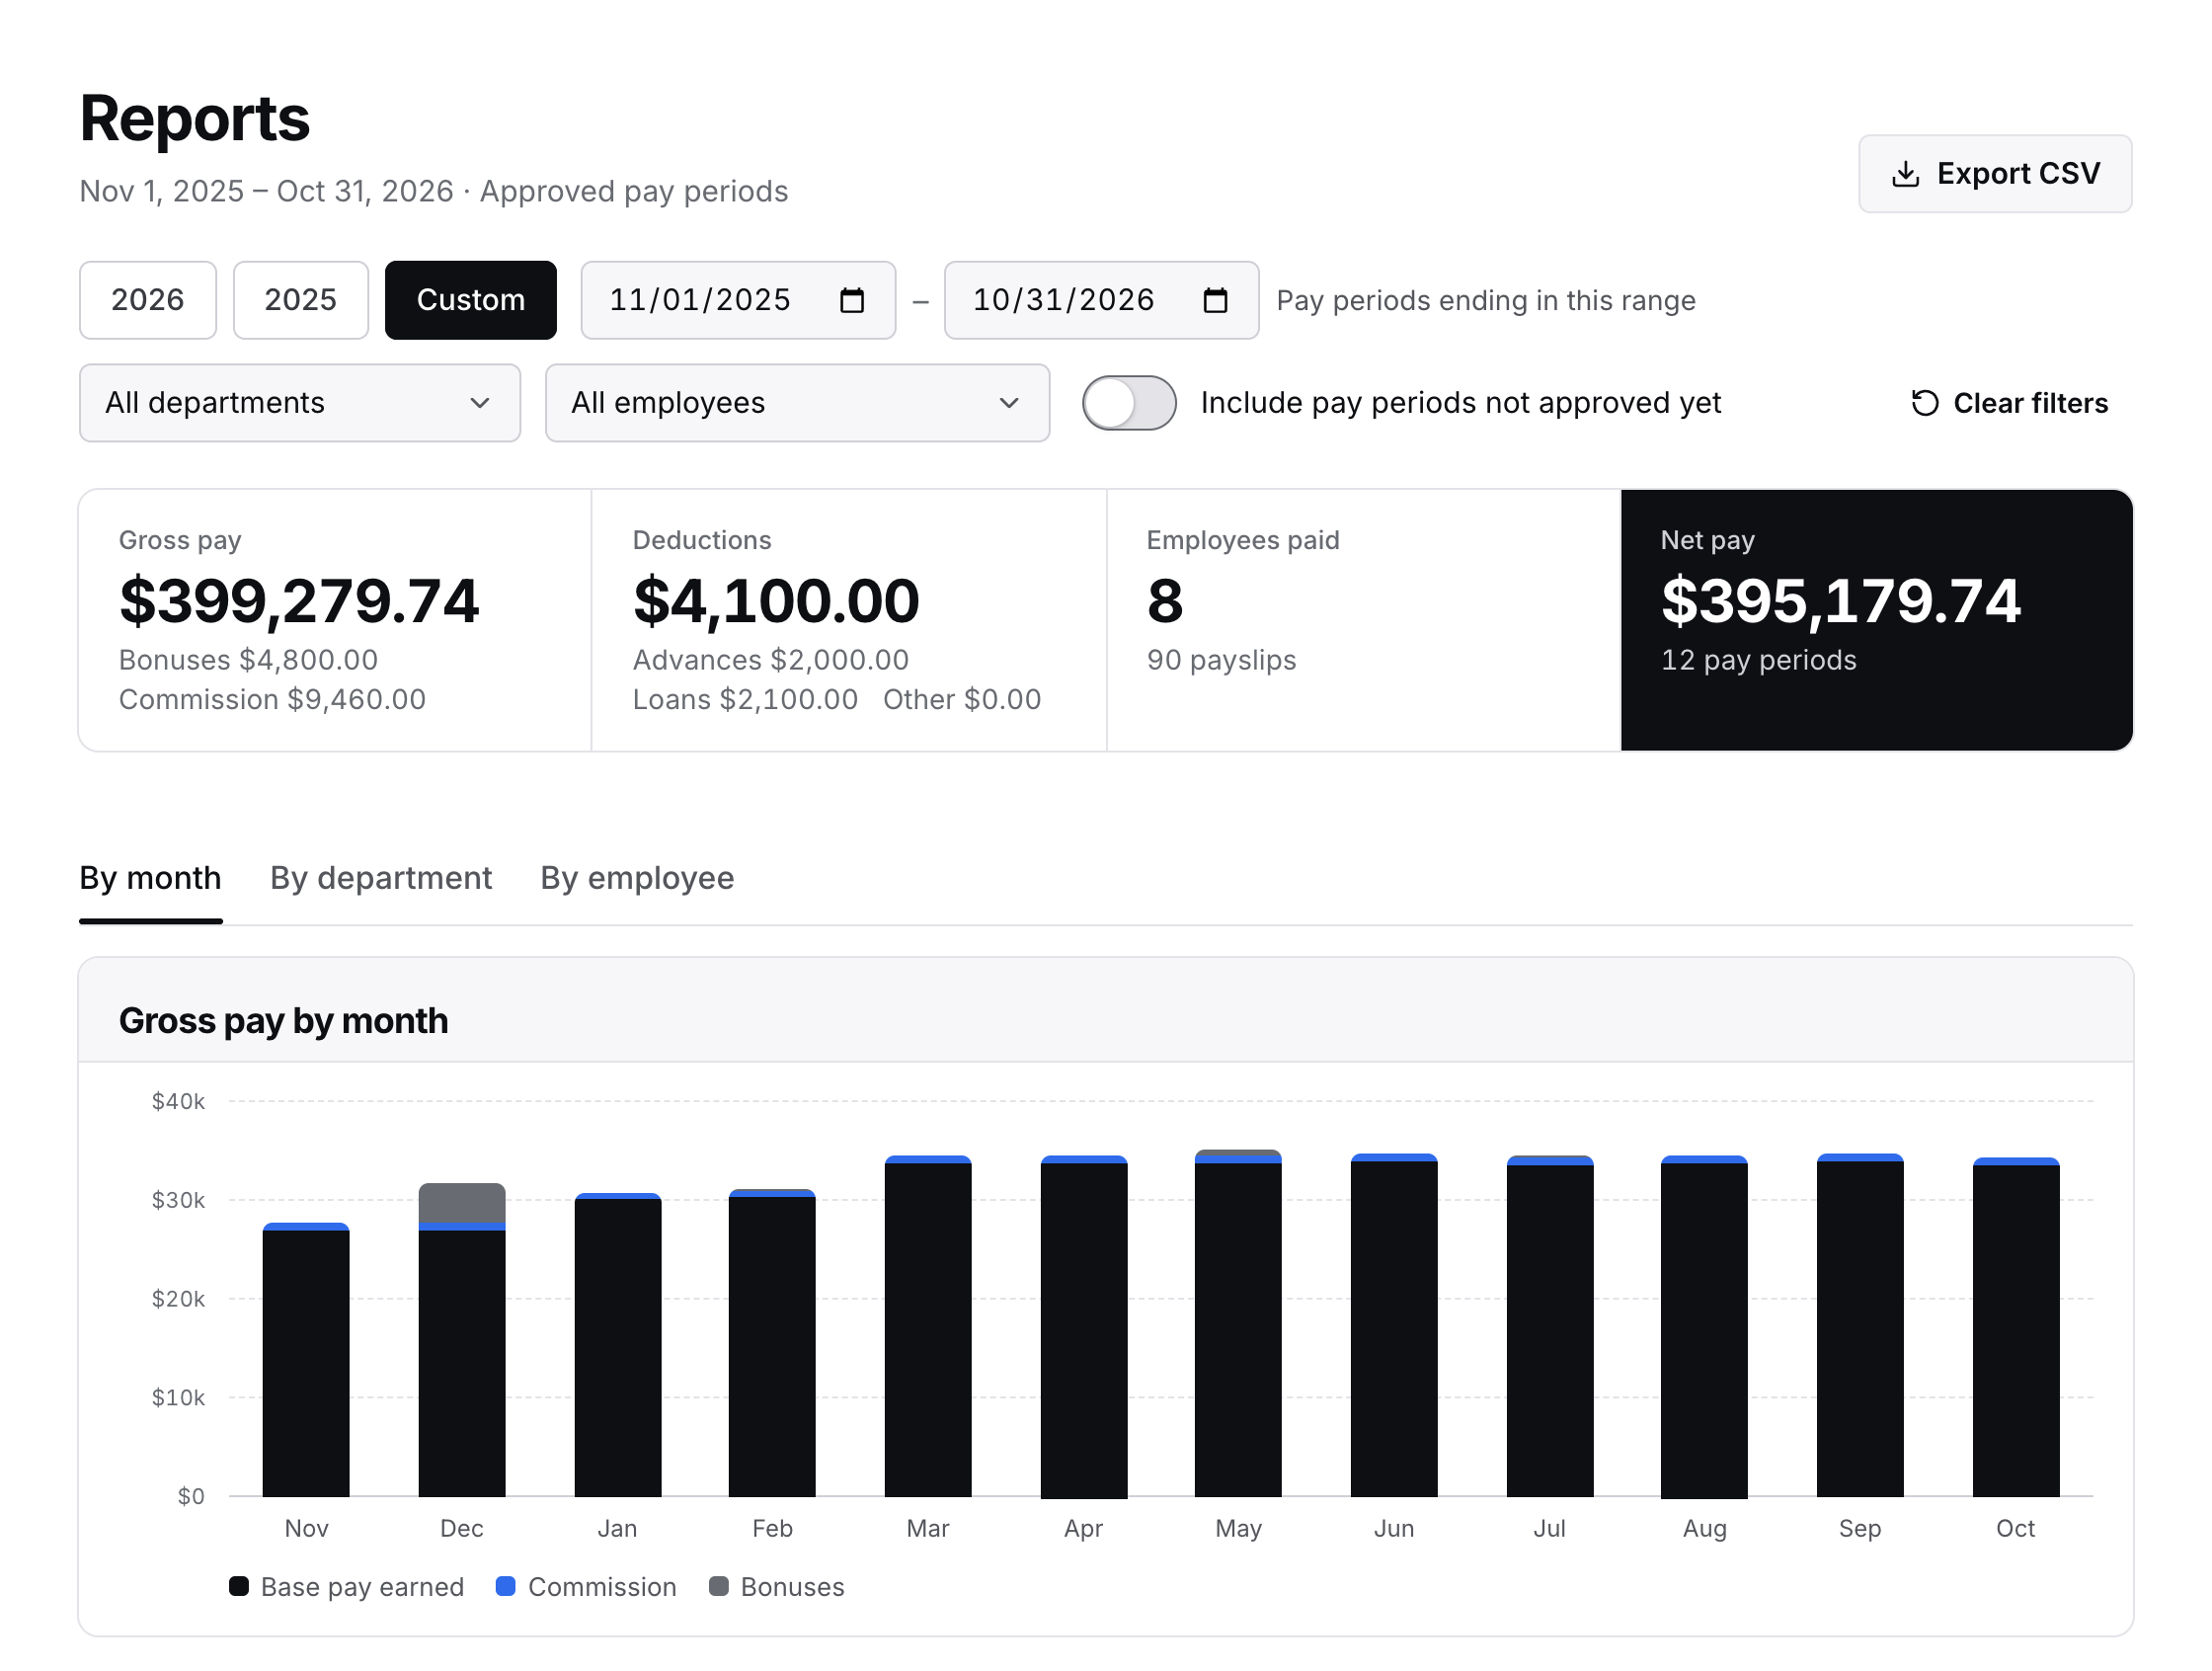 Reports
Nov 1, 2025 – Oct 31, 2026 · Approved pay periods
Export CSV
2026 2025 Custom 11/01/2025 – 10/31/2026 Pay periods ending in this range
All departments All employees Include pay periods not approved yet Clear filters
Gross pay
$399,279.74
Bonuses $4,800.00
Commission $9,460.00
Deductions
$4,100.00
Advances $2,000.00
Loans $2,100.00 Other $0.00
Employees paid
8
90 payslips
Net pay
$395,179.74
12 pay periods
By month By department By employee
Gross pay by month
$40k
$30k
$20k
$10k
$0
Nov Dec Jan Feb Mar Apr May Jun Jul Aug Sep Oct
Base pay earned Commission Bonuses